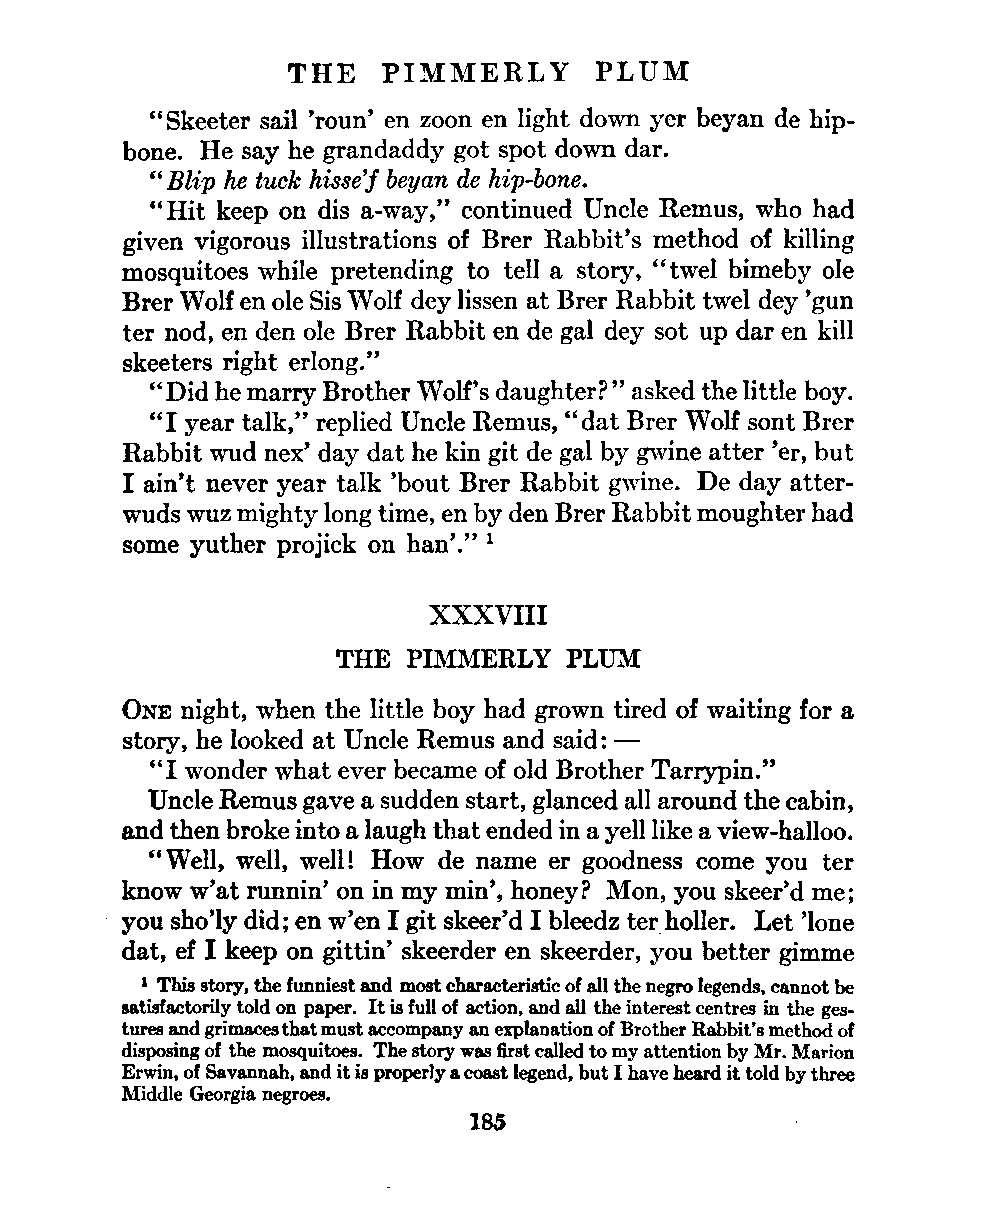 THE PIMMERLY PLUM
“Skeeter sail ’roun’ en zoon en light down yer beyan de hip-
bone. He say he grandaddy got spot down dar.
“Blip he tuck hisse’f beyan de hip-bone.
“Hit keep on dis a-way,” continued Uncle Remus, who had
given vigorous illustrations of Brer Rabbit’s method of killing
mosquitoes while pretending to tell a story, “twel bimeby ole
Brer Wolf en ole Sis Wolf dey lissen at Brer Rabbit twel dey ’gun
ter nod, en den ole Brer Rabbit en de gal dey sot up dar en kill
skeeters right erlong.”
“Did he marry Brother Wolf’s daughter?” asked the little boy.
“I year talk,” replied Uncle Remus, “dat Brer Wolf sont Brer
Rabbit wud nex’ day dat he kin git de gal by gwine atter ’er, but
I ain’t never year talk ’bout Brer Rabbit gwine. De day atter-
wuds wuz mighty long time, en by den Brer Rabbit moughter had
some yuther projick on han’.” ¹
XXXVIII
THE PIMMERLY PLUM
ONE night, when the little boy had grown tired of waiting for a
story, he looked at Uncle Remus and said: —
“I wonder what ever became of old Brother Tarrypin.”
Uncle Remus gave a sudden start, glanced all around the cabin,
and then broke into a laugh that ended in a yell like a view-halloo.
“Well, well, well! How de name er goodness come you ter
know w’at runnin’ on in my min’, honey? Mon, you skeer’d me;
you sho’ly did; en w’en I git skeer’d I bleedz ter holler. Let ’lone
dat, ef I keep on gittin’ skeerder en skeerder, you better gimme
¹ This story, the funniest and most characteristic of all the negro legends, cannot be
satisfactorily told on paper. It is full of action, and all the interest centres in the ges-
tures and grimaces that must accompany an explanation of Brother Rabbit’s method of
disposing of the mosquitoes. The story was first called to my attention by Mr. Marion
Erwin, of Savannah, and it is properly a coast legend, but I have heard it told by three
Middle Georgia negroes.
185